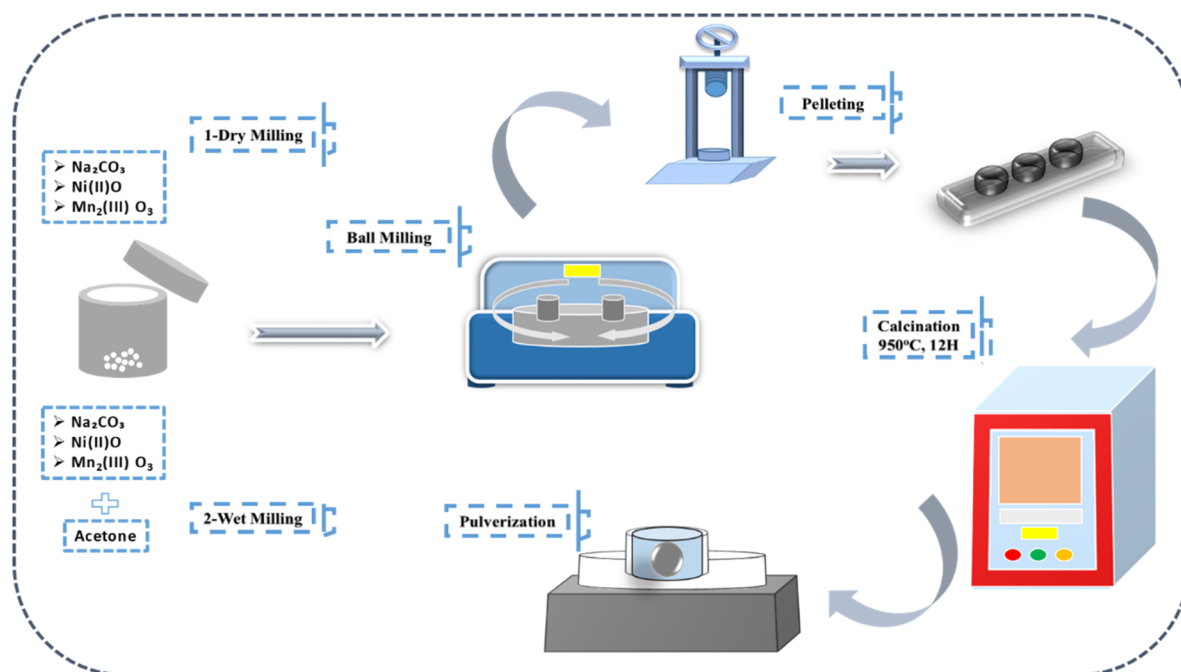 1-Dry Milling
➢ Na₂CO₃
➢ Ni(II)O
➢ Mn₂(III) O₃
Ball Milling
Pelleting
Calcination
950°C, 12H
➢ Na₂CO₃
➢ Ni(II)O
➢ Mn₂(III) O₃
Acetone
2-Wet Milling
Pulverization